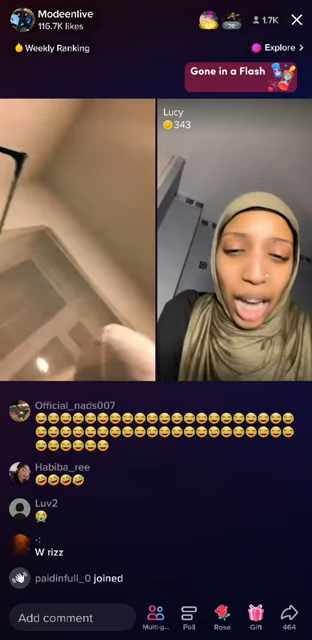 Modeenlive
116.7K likes
26
1.7K
Weekly Ranking
Explore
Gone in a Flash
Lucy
343
Official_nads007
😂😂😂😂😂😂😂😂😂😂😂😂😂😂😂😂😂😂😂😂😂
😂😂😂😂😂😂😂😂😂😂😂😂😂😂😂😂😂😂😂😂😂
😂😂😂😂😂😂
Habiba_ree
🤣🤣🤣🤣
Luv2
😭
-:
W rizz
paidinfull_0 joined
Add comment
Multi-g...
Poll
Rose
Gift
464